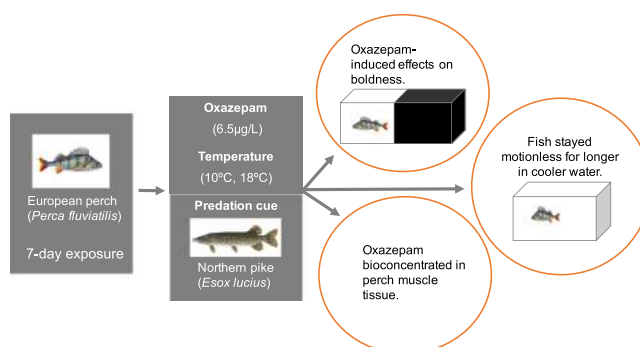 European perch
(Perca fluviatilis)
7-day exposure
Oxazepam
(6.5µg/L)
Temperature
(10ºC, 18ºC)
Predation cue
Northern pike
(Esox lucius)
Oxazepam-
induced effects on
boldness.
Fish stayed
motionless for longer
in cooler water.
Oxazepam
bioconcentrated in
perch muscle
tissue.